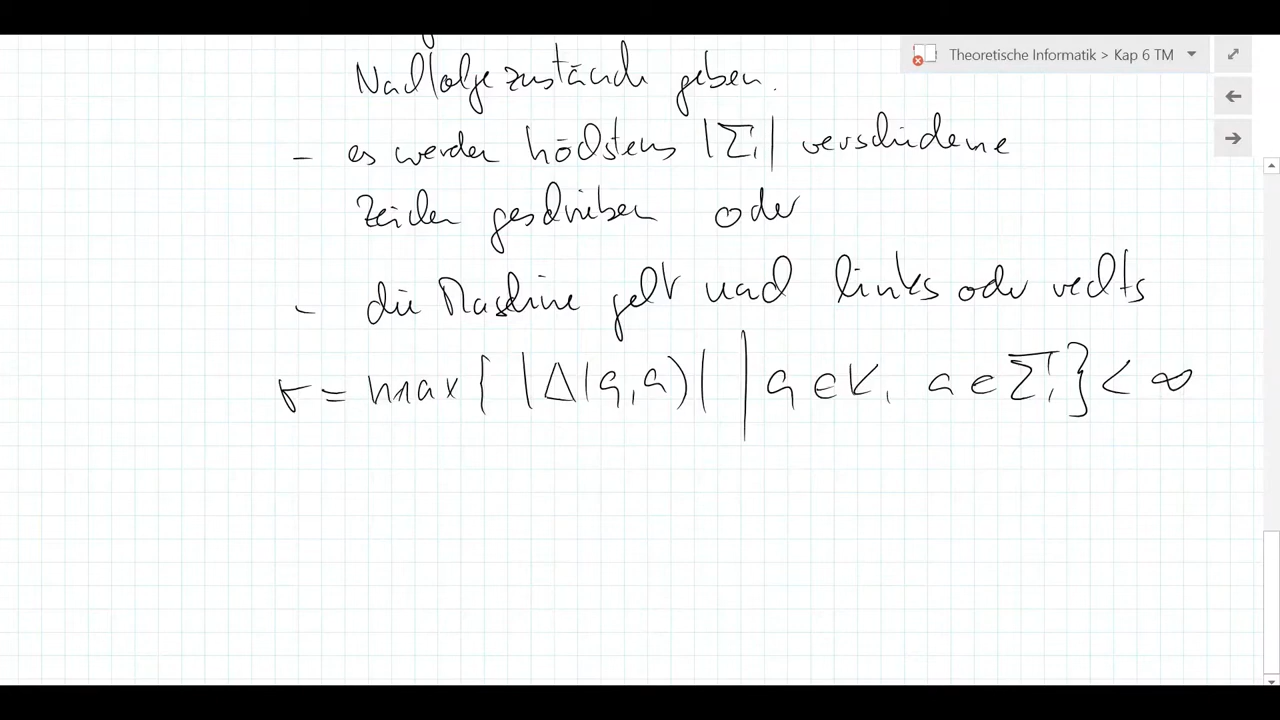 Theoretische Informatik > Kap 6 TM
Nachfolgezustände geben.
- es werden höchstens |Σ| verschiedene
Zeichen geschrieben oder
- die Maschine geht nach links oder rechts
r = max{ |Δ(q,a)| | q ∈ K, a ∈ Σ } < ∞